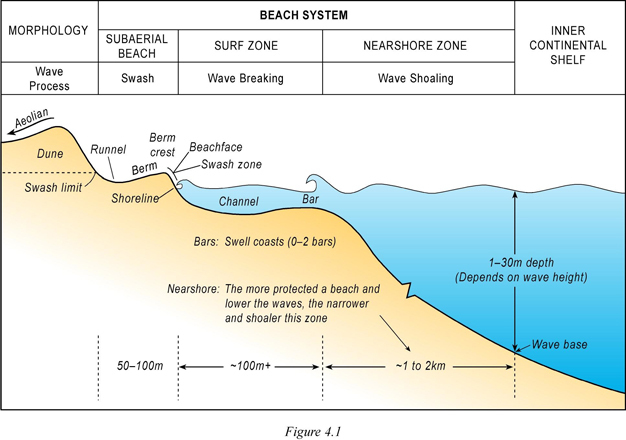 MORPHOLOGY
BEACH SYSTEM
SUBAERIAL
BEACH
SURF ZONE
NEARSHORE ZONE
INNER
CONTINENTAL
SHELF
Wave
Process
Swash
Wave Breaking
Wave Shoaling
Aeolian
Dune
Runnel
Berm
Berm
crest
Beachface
Swash zone
Swash limit
Shoreline
Channel
Bar
Bars: Swell coasts (0–2 bars)
1–30m depth
(Depends on wave height)
Nearshore: The more protected a beach and
lower the waves, the narrower
and shoaler this zone
Wave base
50–100m
~100m+
~1 to 2km
Figure 4.1